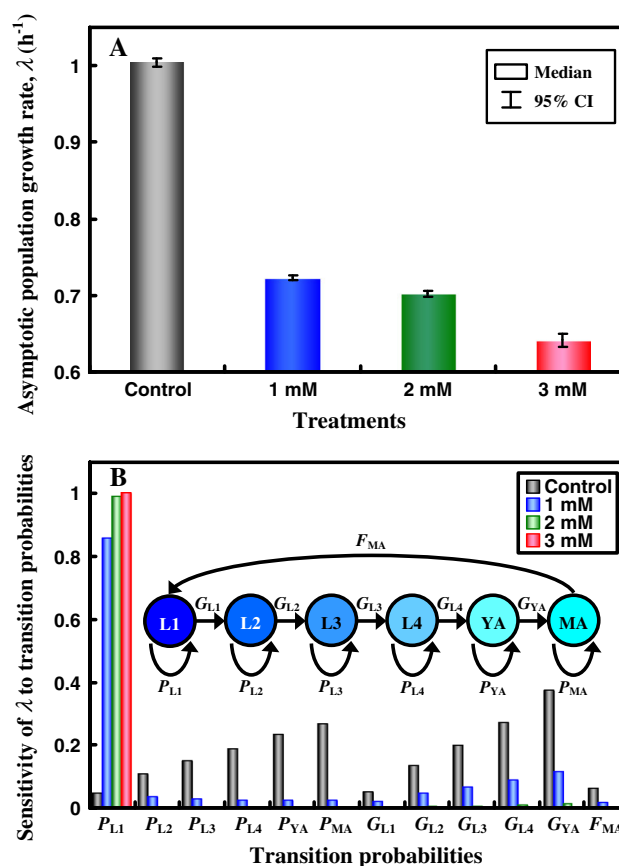 A
Asymptotic population growth rate, λ (h⁻¹)
1
0.9
0.8
0.7
0.6
Median
95% CI
Control 1 mM 2 mM 3 mM
Treatments
B
Sensitivity of λ to transition probabilities
1
0.8
0.6
0.4
0.2
0
Control
1 mM
2 mM
3 mM
F_MA
G_L1 G_L2 G_L3 G_L4 G_YA
L1 L2 L3 L4 YA MA
P_L1 P_L2 P_L3 P_L4 P_YA P_MA
P_L1 P_L2 P_L3 P_L4 P_YA P_MA G_L1 G_L2 G_L3 G_L4 G_YA F_MA
Transition probabilities